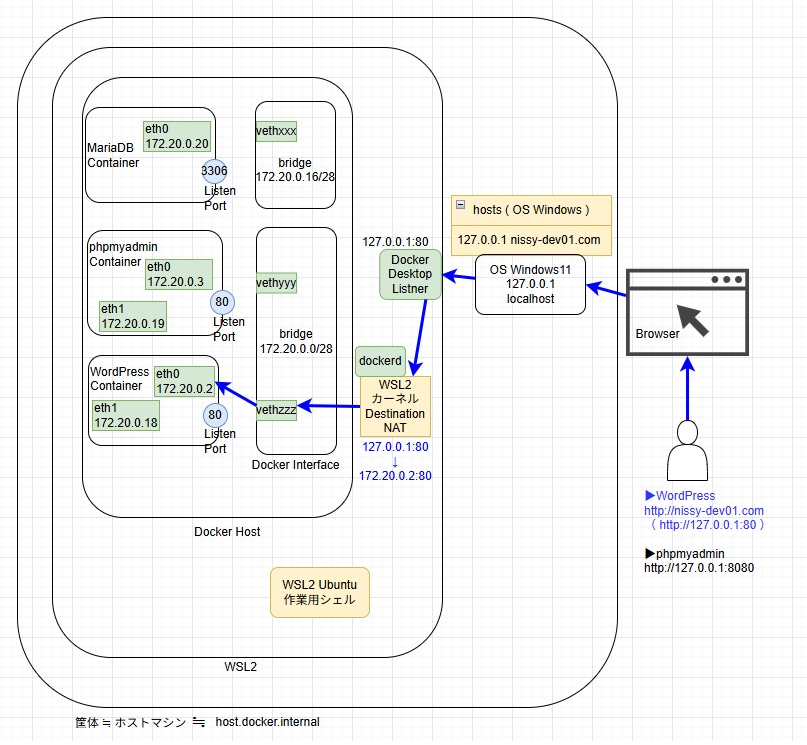 MariaDB
Container
eth0
172.20.0.20
3306
Listen
Port
vethxxx
bridge
172.20.0.16/28
phpmyadmin
Container
eth0
172.20.0.3
eth1
172.20.0.19
80
Listen
Port
vethyyy
bridge
172.20.0.0/28
WordPress
Container
eth0
172.20.0.2
eth1
172.20.0.18
80
Listen
Port
vethzzz
Docker Interface
Docker Host
127.0.0.1:80
Docker
Desktop
Listner
dockerd
WSL2
カーネル
Destination
NAT
127.0.0.1:80
↓
172.20.0.2:80
hosts ( OS Windows )
127.0.0.1 nissy-dev01.com
OS Windows11
127.0.0.1
localhost
Browser
▶WordPress
http://nissy-dev01.com
( http://127.0.0.1:80 )
▶phpmyadmin
http://127.0.0.1:8080
WSL2 Ubuntu
作業用シェル
WSL2
筐体 ≒ ホストマシン ≒ host.docker.internal